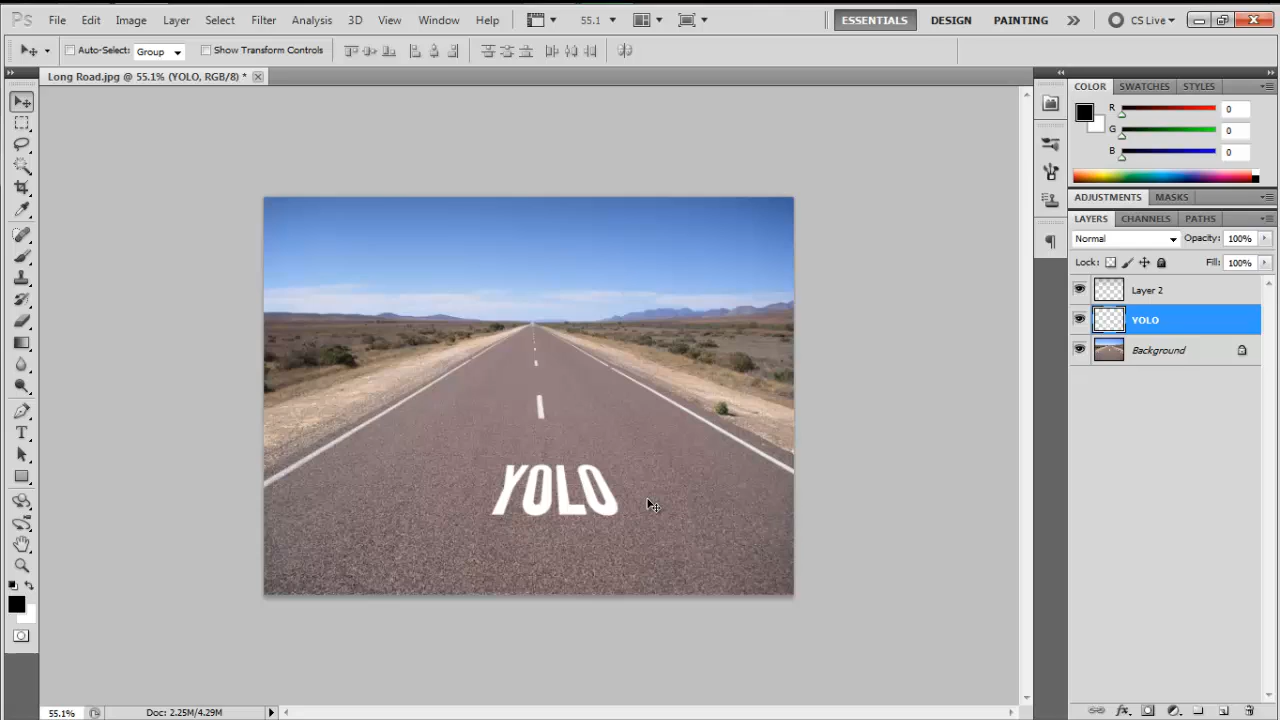 Ps File Edit Image Layer Select Filter Analysis 3D View Window Help 55.1 ESSENTIALS DESIGN PAINTING CS Live
Auto-Select: Group Show Transform Controls
Long Road.jpg @ 55.1% (YOLO, RGB/8) *
COLOR SWATCHES STYLES
R 0
G 0
B 0
ADJUSTMENTS MASKS
LAYERS CHANNELS PATHS
Normal Opacity: 100%
Lock: Fill: 100%
Layer 2
YOLO
Background
YOLO
55.1% Doc: 2.25M/4.29M